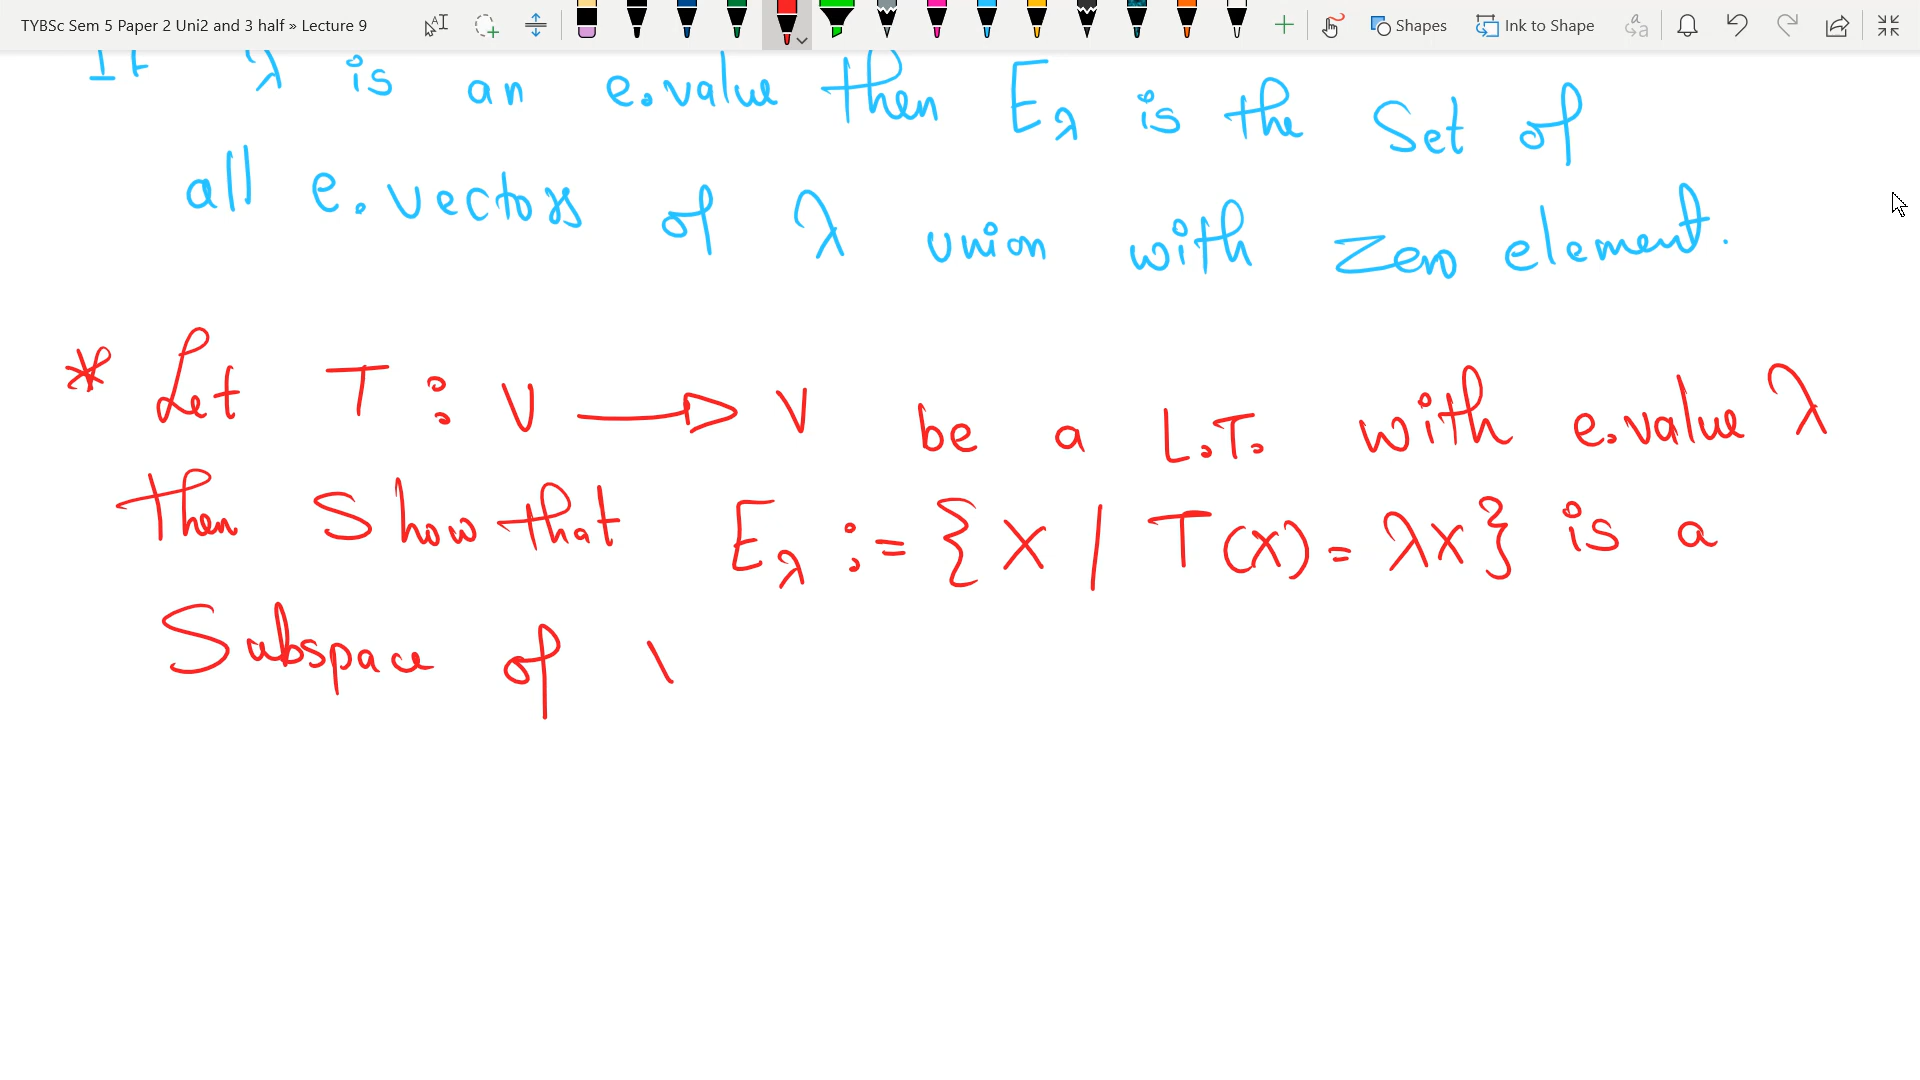 TYBSc Sem 5 Paper 2 Uni2 and 3 half » Lecture 9
Shapes
Ink to Shape
If λ is an e.value then Eλ is the Set of
all e.vectors of λ union with zero element.
* Let T : V → V be a L.T. with e.value λ
then Show that Eλ := {X | T(X) = λX} is a
Subspace of